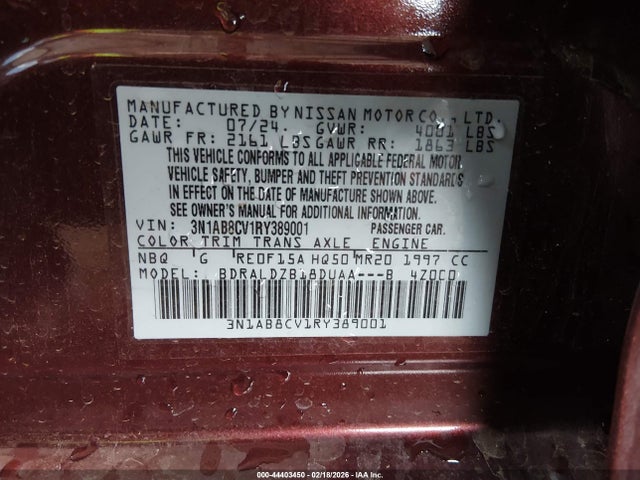 MANUFACTURED BY NISSAN MOTOR CO., LTD.
DATE: 07/24. GVWR: 4081 LBS
GAWR FR: 2161 LBS GAWR RR: 1863 LBS
THIS VEHICLE CONFORMS TO ALL APPLICABLE FEDERAL MOTOR
VEHICLE SAFETY, BUMPER AND THEFT PREVENTION STANDARDS
IN EFFECT ON THE DATE OF MANUFACTURE SHOWN ABOVE.
SEE OWNER'S MANUAL FOR ADDITIONAL INFORMATION.
VIN: 3N1AB8CV1RY389001 PASSENGER CAR.
COLOR TRIM TRANS AXLE ENGINE
NBQ G RE0F15A HQ50 MR20 1997 CC
MODEL: BDRALDZB18DUAA---B 4Z0C0
3N1AB8CV1RY389001
000-44403450 - 02/18/2026 - IAA Inc.